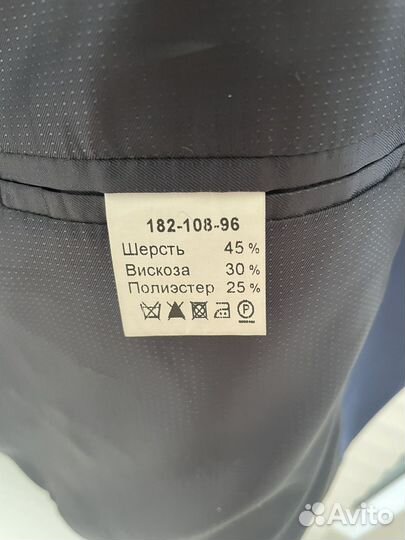 182-108-96
Шерсть 45 %
Вискоза 30 %
Полиэстер 25 %
P
Avito